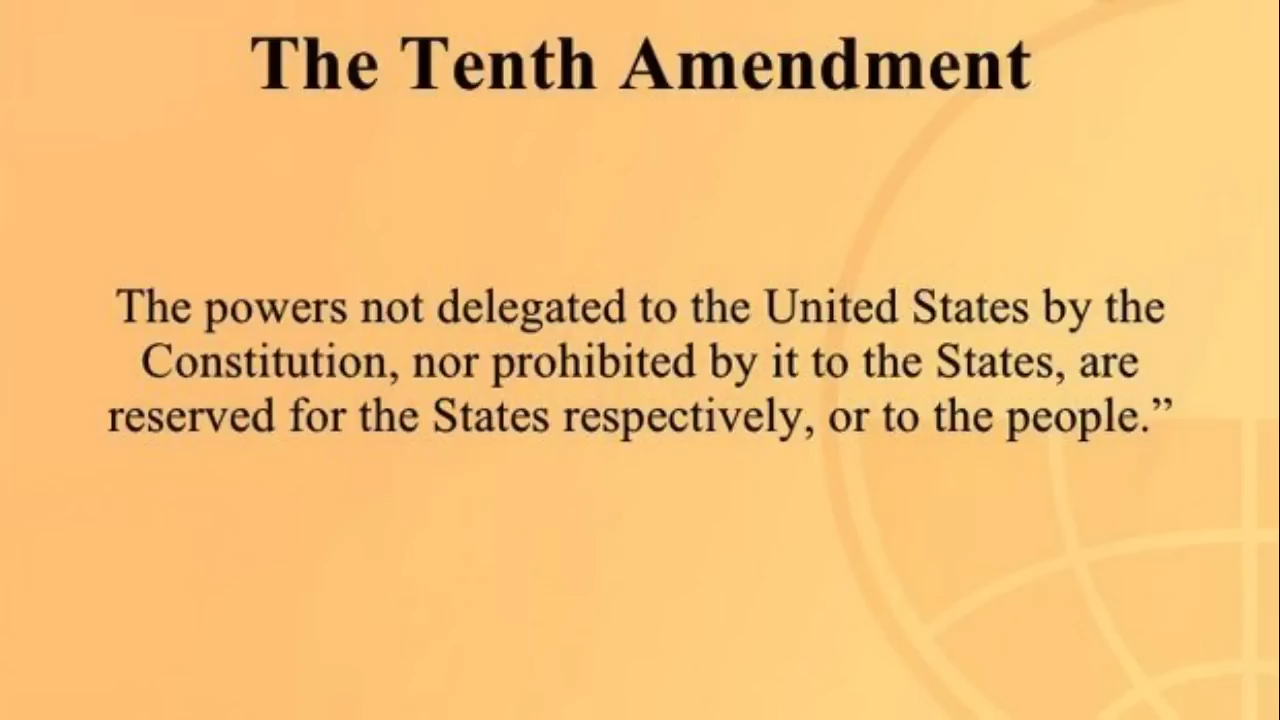 The Tenth Amendment
The powers not delegated to the United States by the
Constitution, nor prohibited by it to the States, are
reserved for the States respectively, or to the people.”